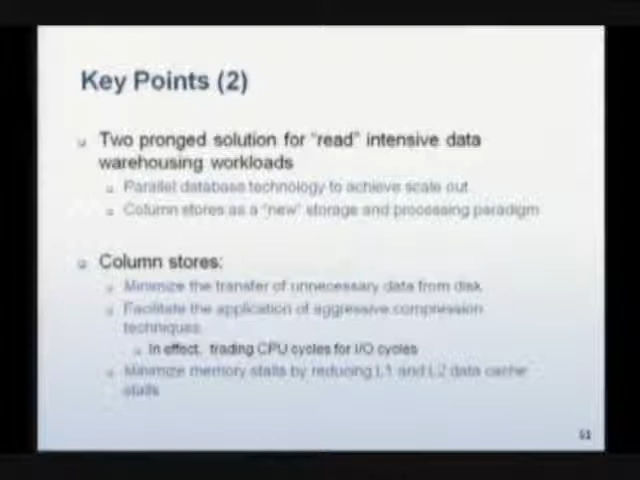 Key Points (2)
Two pronged solution for "read" intensive data
warehousing workloads
Parallel database technology to achieve scale out
Column stores as a "new" storage and processing paradigm
Column stores:
Minimize the transfer of unnecessary data from disk
Facilitate the application of aggressive compression
techniques
In effect, trading CPU cycles for I/O cycles
Minimize memory stalls by reducing L1 and L2 data cache
stalls